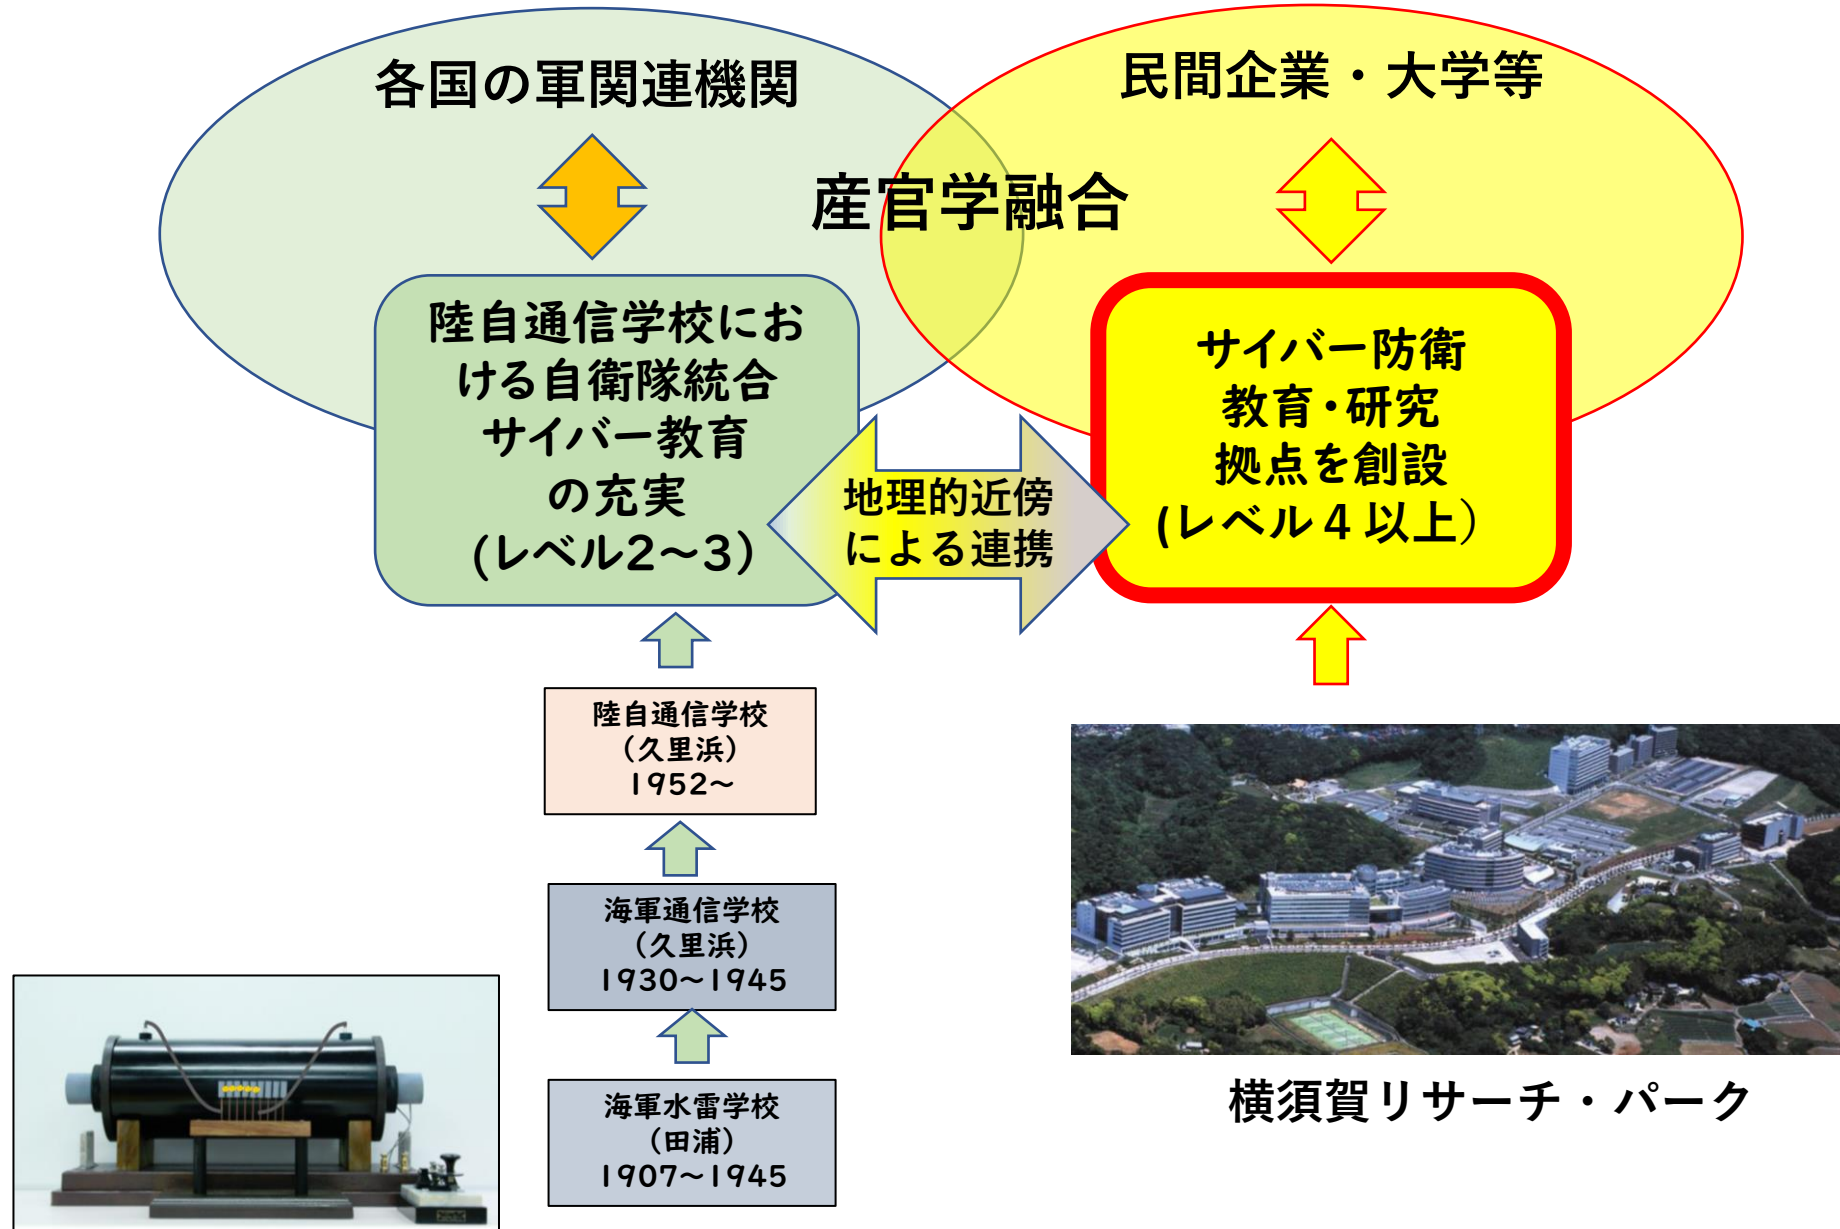 各国の軍関連機関
民間企業・大学等
産官学融合
陸自通信学校にお
ける自衛隊統合
サイバー教育
の充実
(レベル2～3)
地理的近傍
による連携
サイバー防衛
教育・研究
拠点を創設
(レベル４以上）
陸自通信学校
（久里浜）
1952～
海軍通信学校
（久里浜）
1930～1945
海軍水雷学校
（田浦）
1907～1945
横須賀リサーチ・パーク